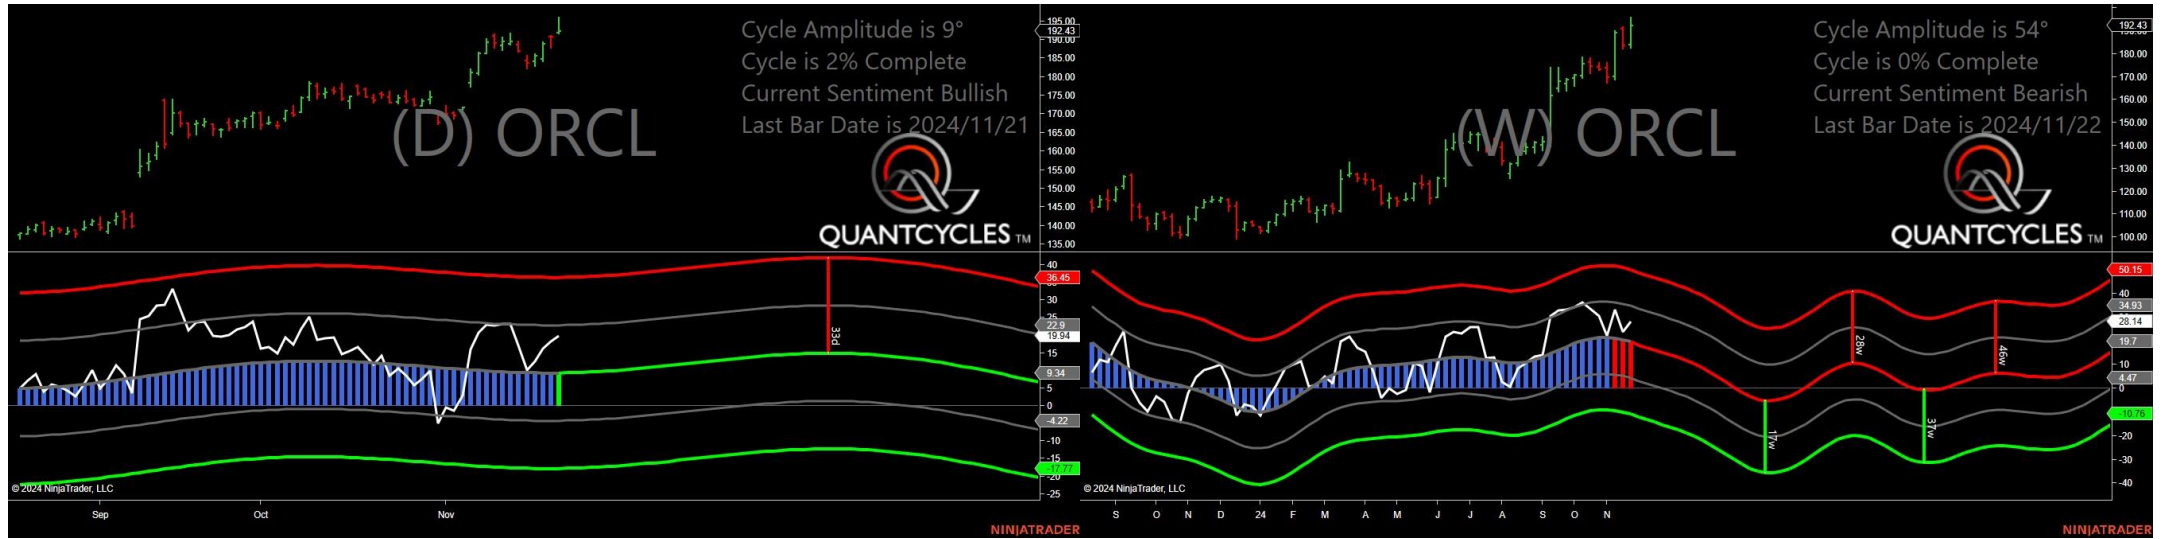 Cycle Amplitude is 9°
Cycle is 2% Complete
Current Sentiment Bullish
Last Bar Date is 2024/11/21
(D) ORCL
QUANTCYCLES TM
195.00
192.43
190.00
185.00
180.00
175.00
170.00
165.00
160.00
155.00
150.00
145.00
140.00
135.00
40
36.45
30
25
22.9
19.94
15
9.34
5
0
-4.22
-10
-15
-17.77
-20
-25
33d
© 2024 NinjaTrader, LLC
Sep Oct Nov
NINJATRADER
Cycle Amplitude is 54°
Cycle is 0% Complete
Current Sentiment Bearish
Last Bar Date is 2024/11/22
(W) ORCL
QUANTCYCLES TM
192.43
180.00
170.00
160.00
150.00
140.00
130.00
120.00
110.00
100.00
50.15
40
34.93
28.14
19.7
10
4.47
0
-10.76
-20
-30
-40
17w
28w
37w
46w
© 2024 NinjaTrader, LLC
S O N D 24 F M A M J J A S O N
NINJATRADER